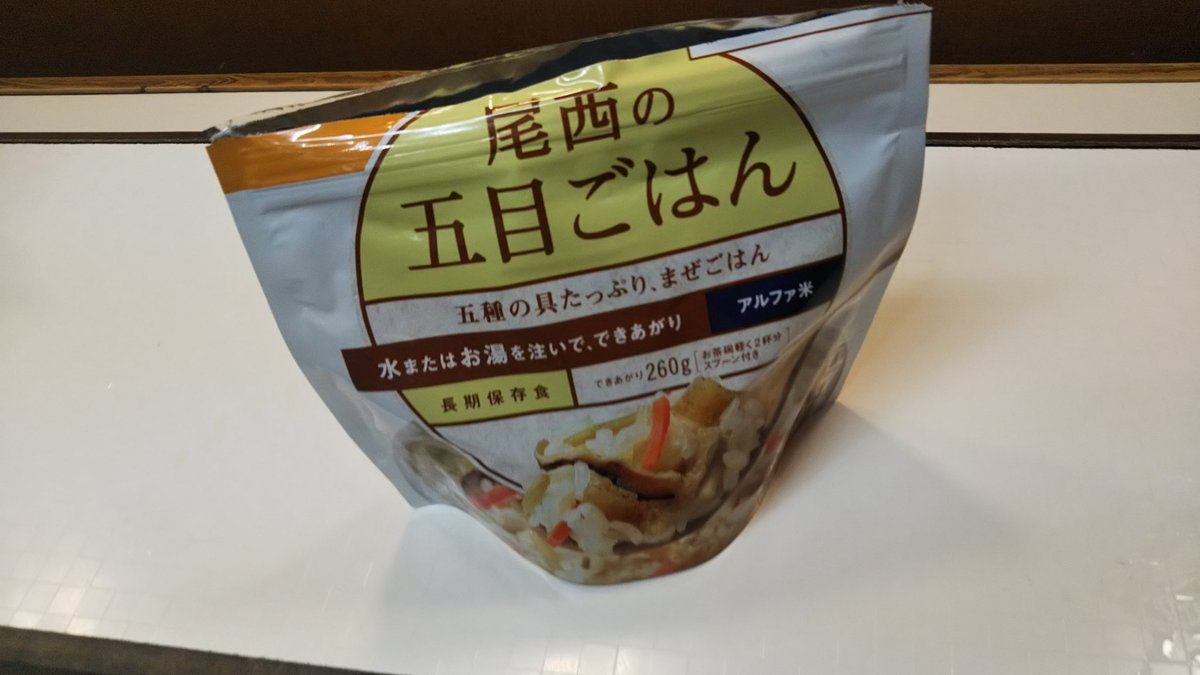 尾西の
五目ごはん
五種の具たっぷり、まぜごはん
アルファ米
水またはお湯を注いで、できあがり
長期保存食
できあがり260g
お茶碗軽く2杯分
スプーン付き